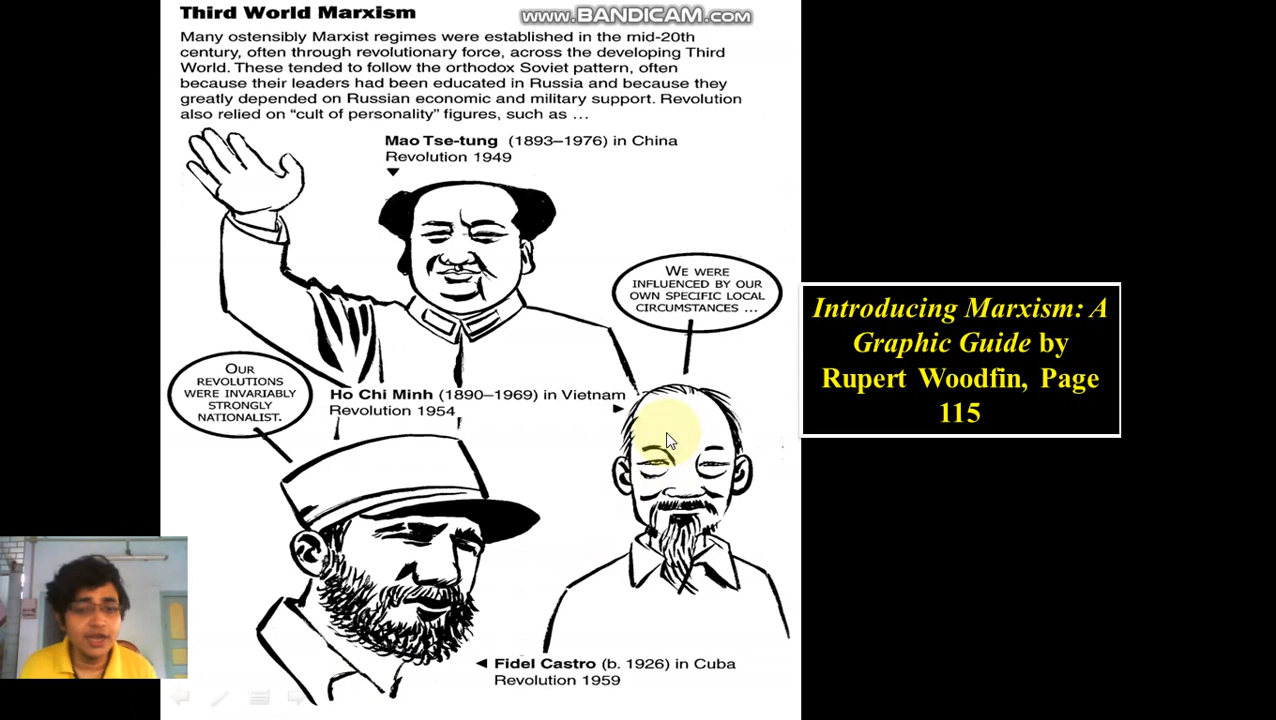 Third World Marxism
www.BANDICAM.com
Many ostensibly Marxist regimes were established in the mid-20th
century, often through revolutionary force, across the developing Third
World. These tended to follow the orthodox Soviet pattern, often
because their leaders had been educated in Russia and because they
greatly depended on Russian economic and military support. Revolution
also relied on “cult of personality” figures, such as ...
Mao Tse-tung (1893–1976) in China
Revolution 1949
WE WERE
INFLUENCED BY OUR
OWN SPECIFIC LOCAL
CIRCUMSTANCES ...
OUR
REVOLUTIONS
WERE INVARIABLY
STRONGLY
NATIONALIST.
Ho Chi Minh (1890–1969) in Vietnam
Revolution 1954
Fidel Castro (b. 1926) in Cuba
Revolution 1959
Introducing Marxism: A
Graphic Guide by
Rupert Woodfin, Page
115